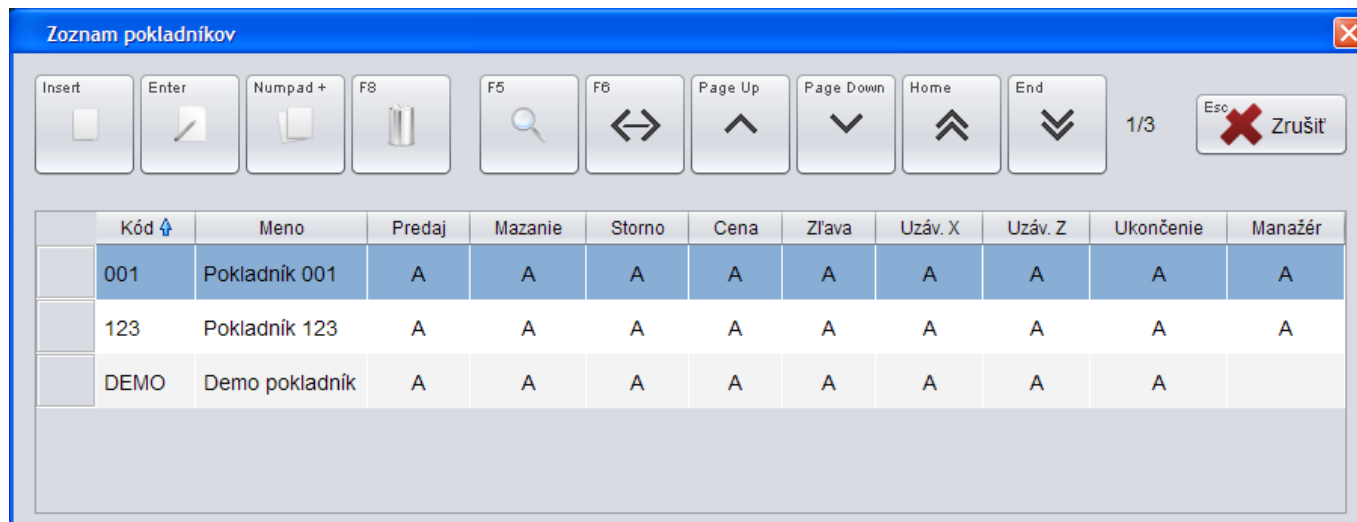 Zoznam pokladníkov
Insert Enter Numpad + F8 F5 F6 Page Up Page Down Home End 1/3 Esc Zrušiť
Kód Meno Predaj Mazanie Storno Cena Zľava Uzáv. X Uzáv. Z Ukončenie Manažér
001 Pokladník 001 A A A A A A A A A
123 Pokladník 123 A A A A A A A A A
DEMO Demo pokladník A A A A A A A A